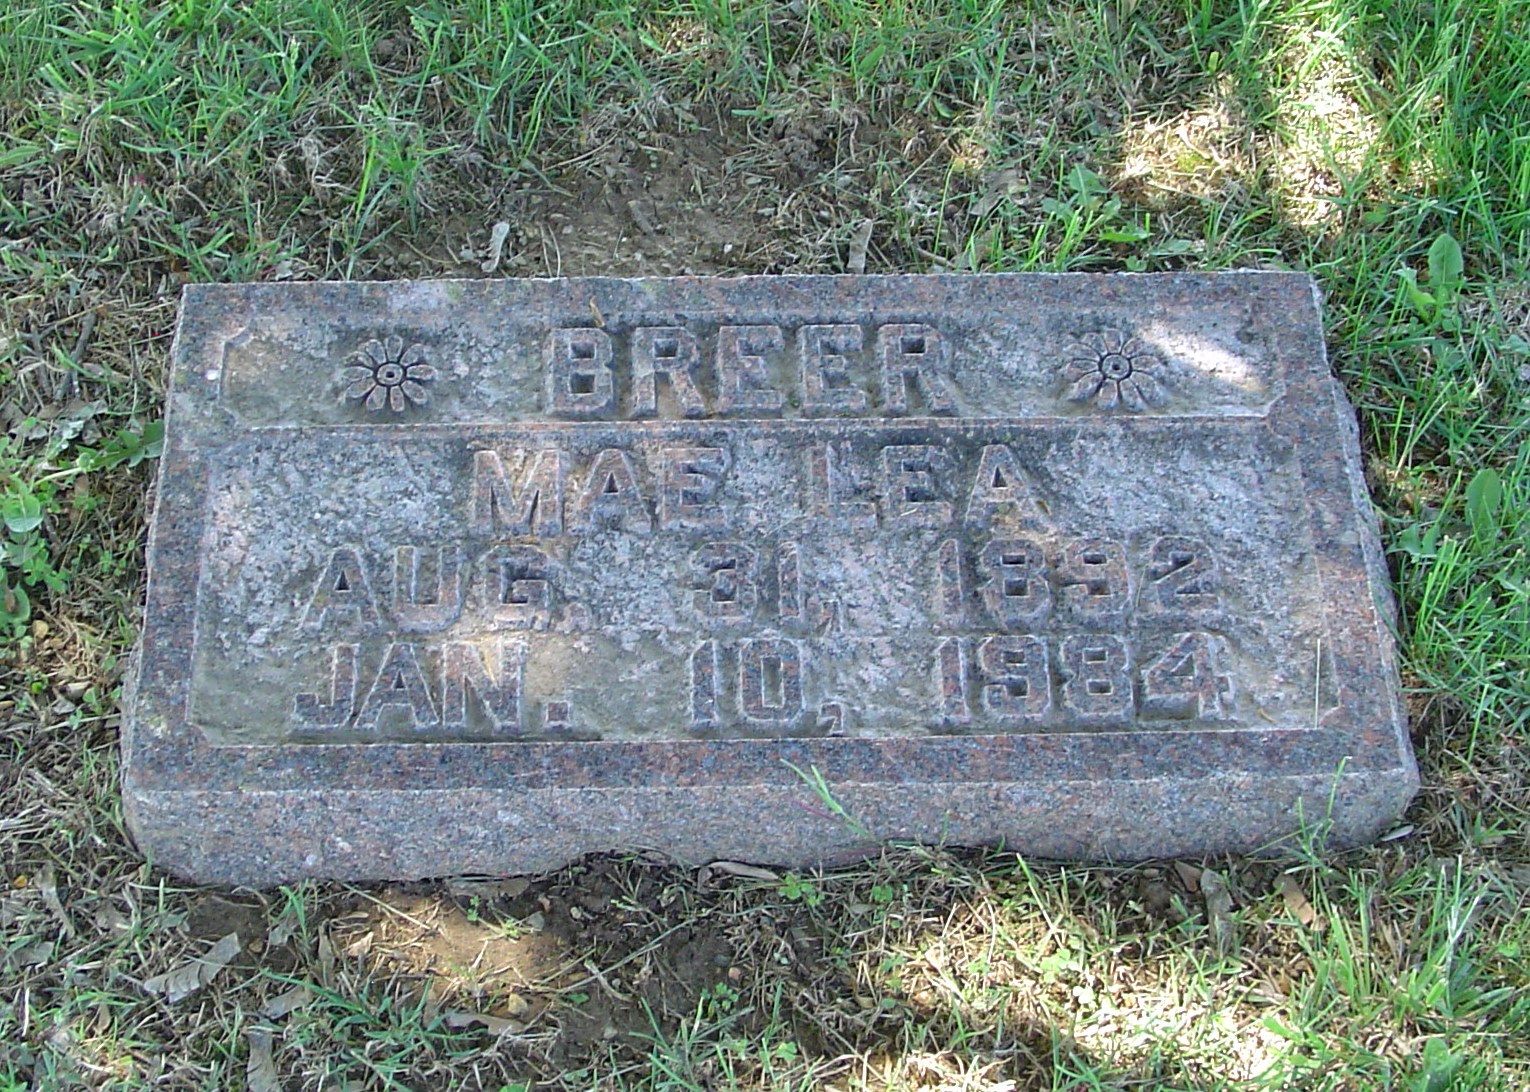 BREER
MAE LEA
AUG. 31, 1892
JAN. 10, 1984